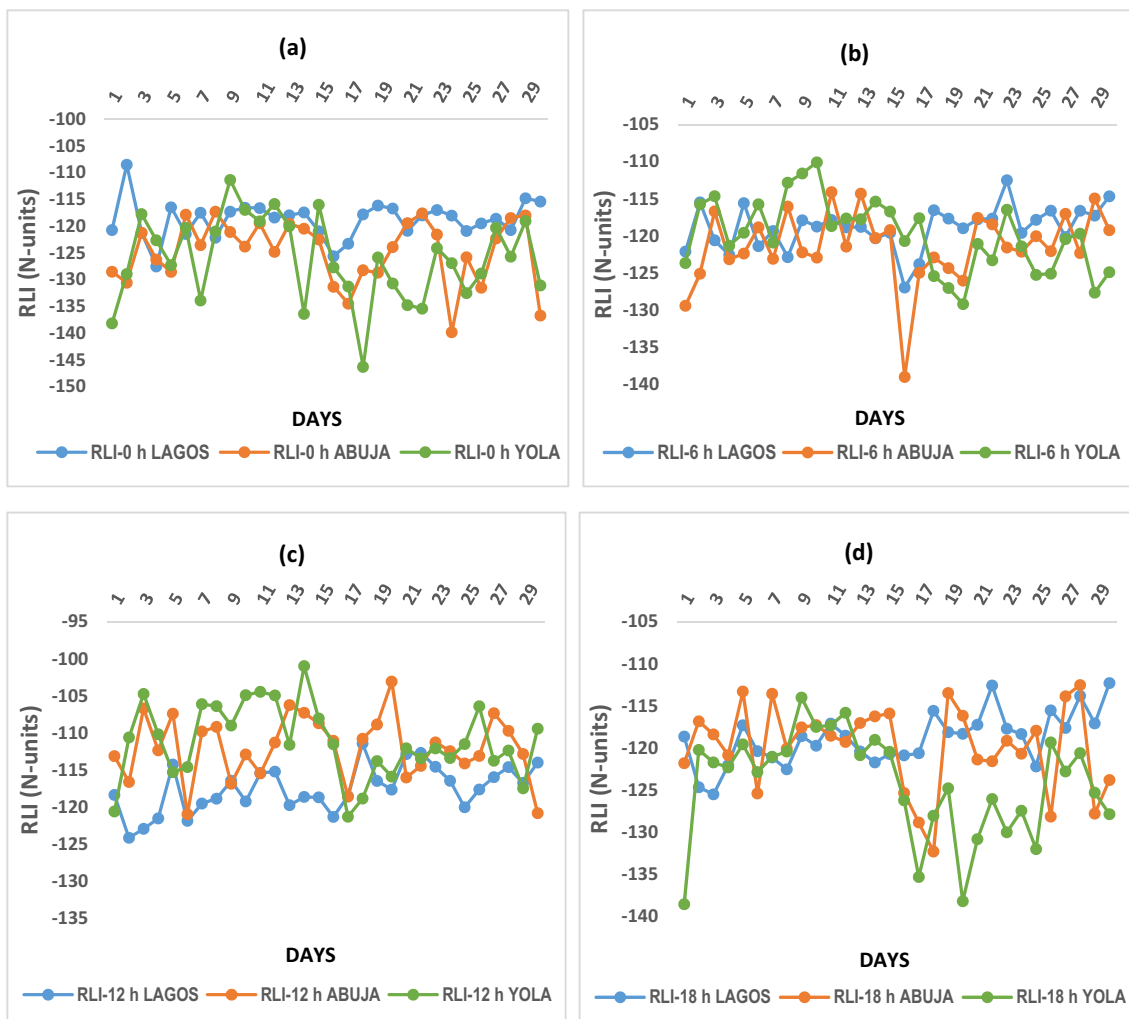 (a)
1 3 5 7 9 11 13 15 17 19 21 23 25 27 29
-100
-105
-110
-115
-120
-125
-130
-135
-140
-145
-150
RLI (N-units)
DAYS
RLI-0 h LAGOS RLI-0 h ABUJA RLI-0 h YOLA
(b)
1 3 5 7 9 11 13 15 17 19 21 23 25 27 29
-105
-110
-115
-120
-125
-130
-135
-140
RLI (N-units)
DAYS
RLI-6 h LAGOS RLI-6 h ABUJA RLI-6 h YOLA
(c)
1 3 5 7 9 11 13 15 17 19 21 23 25 27 29
-95
-100
-105
-110
-115
-120
-125
-130
-135
RLI (N-units)
DAYS
RLI-12 h LAGOS RLI-12 h ABUJA RLI-12 h YOLA
(d)
1 3 5 7 9 11 13 15 17 19 21 23 25 27 29
-105
-110
-115
-120
-125
-130
-135
-140
RLI (N-units)
DAYS
RLI-18 h LAGOS RLI-18 h ABUJA RLI-18 h YOLA